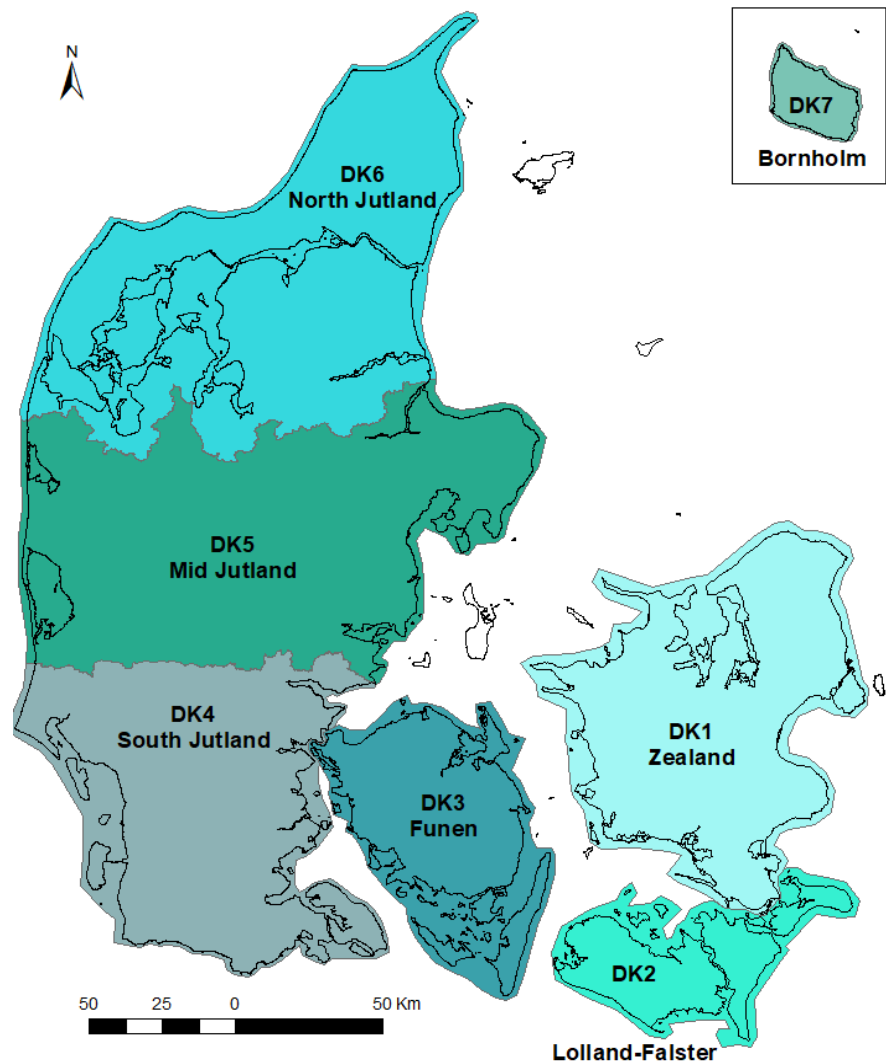 N
DK7
Bornholm
DK6
North Jutland
DK5
Mid Jutland
DK4
South Jutland
DK1
Zealand
DK3
Funen
DK2
Lolland-Falster
50 25 0 50 Km